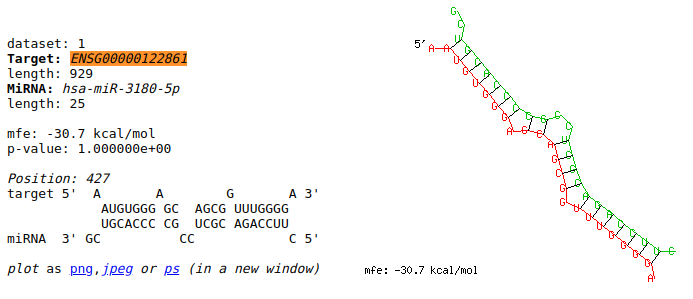 dataset: 1
Target: ENSG00000122861
length: 929
MiRNA: hsa-miR-3180-5p
length: 25
mfe: -30.7 kcal/mol
p-value: 1.000000e+00
Position: 427
target 5'  A       A        G       A 3'
            AUGUGGG GC  AGCG UUUGGGG
            UGCACCC CG  UCGC AGACCUU
miRNA  3' GC          CC            C 5'
plot as png,jpeg or ps (in a new window)
5'
mfe: -30.7 kcal/mol